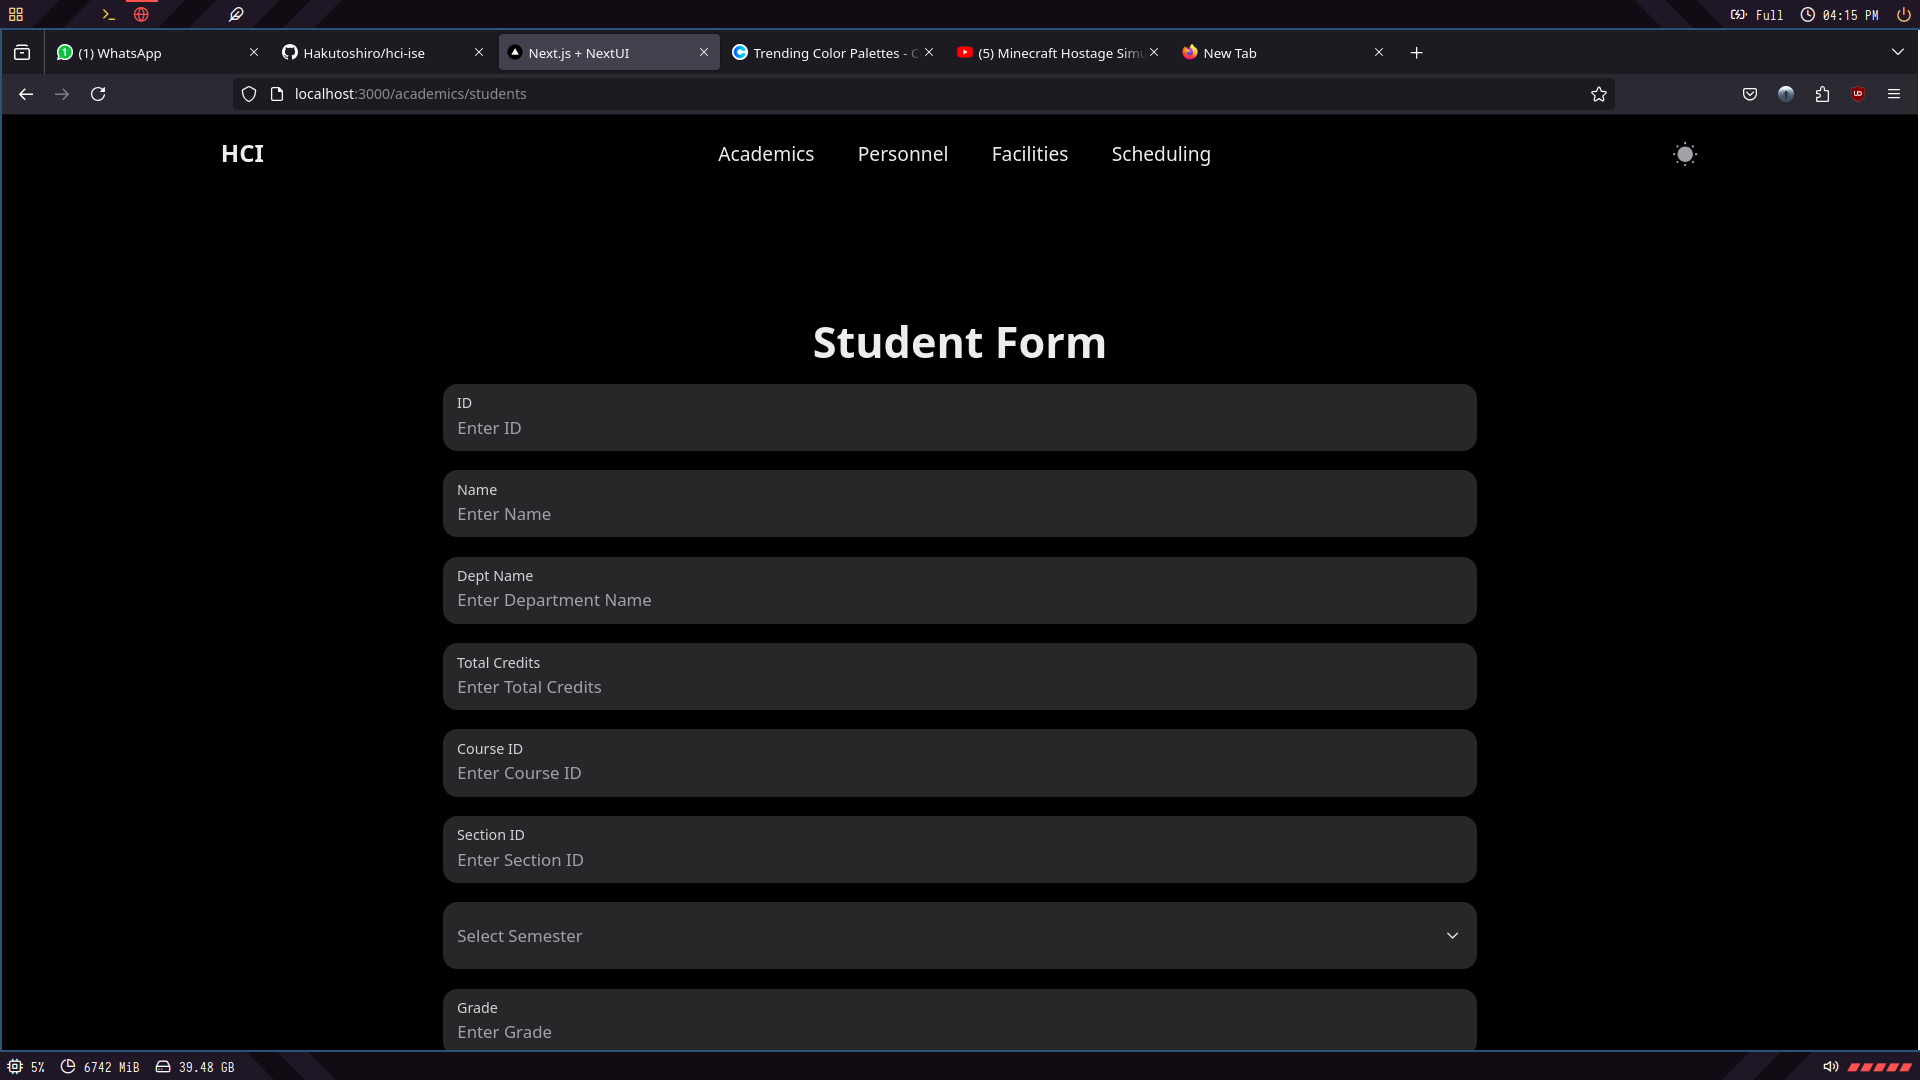 Full 04:15 PM
(1) WhatsApp
Hakutoshiro/hci-ise
Next.js + NextUI
Trending Color Palettes - C
(5) Minecraft Hostage Simu
New Tab
localhost:3000/academics/students
HCI
Academics Personnel Facilities Scheduling
Student Form
ID
Enter ID
Name
Enter Name
Dept Name
Enter Department Name
Total Credits
Enter Total Credits
Course ID
Enter Course ID
Section ID
Enter Section ID
Select Semester
Grade
Enter Grade
5% 6742 MiB 39.48 GB